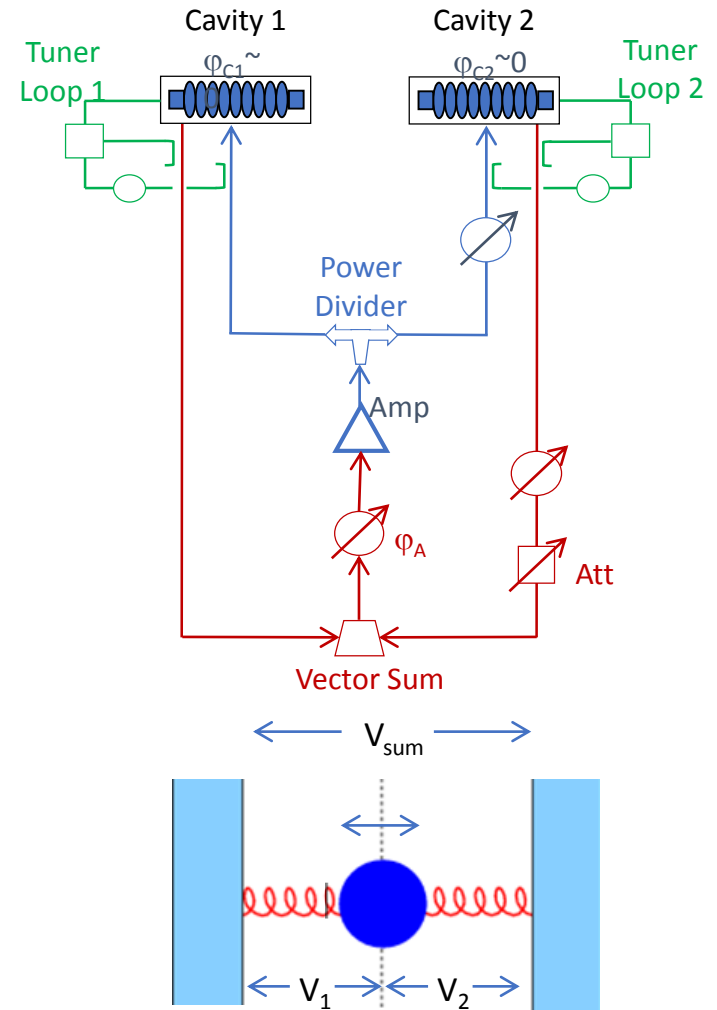 Cavity 1
Cavity 2
Tuner
Loop 1
φC1~
φC2~0
Tuner
Loop 2
Power
Divider
Amp
φA
Att
Vector Sum
Vsum
V1
V2